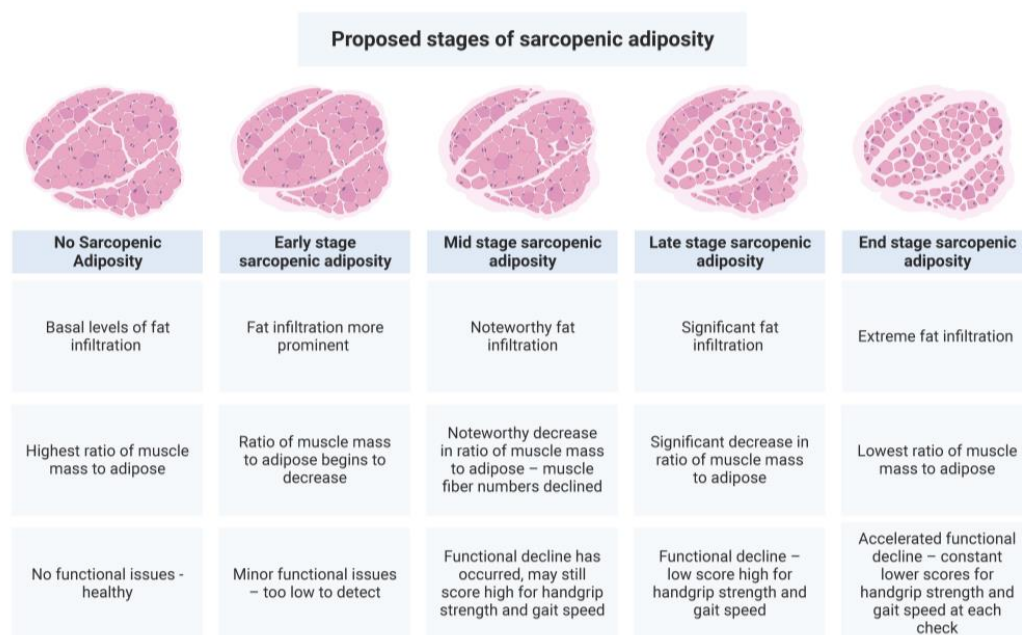 Proposed stages of sarcopenic adiposity
No Sarcopenic
Adiposity
Early stage
sarcopenic adiposity
Mid stage sarcopenic
adiposity
Late stage sarcopenic
adiposity
End stage sarcopenic
adiposity
Basal levels of fat
infiltration
Fat infiltration more
prominent
Noteworthy fat
infiltration
Significant fat
infiltration
Extreme fat infiltration
Highest ratio of muscle
mass to adipose
Ratio of muscle mass
to adipose begins to
decrease
Noteworthy decrease
in ratio of muscle mass
to adipose – muscle
fiber numbers declined
Significant decrease in
ratio of muscle mass
to adipose
Lowest ratio of muscle
mass to adipose
No functional issues -
healthy
Minor functional issues
– too low to detect
Functional decline has
occurred, may still
score high for handgrip
strength and gait speed
Functional decline –
low score high for
handgrip strength and
gait speed
Accelerated functional
decline – constant
lower scores for
handgrip strength and
gait speed at each
check